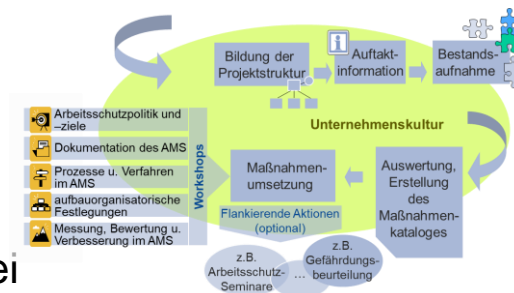 Bildung der
Projektstruktur
Auftakt-
information
Bestands-
aufnahme
Unternehmenskultur
Arbeitsschutzpolitik und
–ziele
Dokumentation des AMS
Prozesse u. Verfahren
im AMS
aufbauorganisatorische
Festlegungen
Messung, Bewertung u.
Verbesserung im AMS
Workshops
Maßnahmen-
umsetzung
Auswertung,
Erstellung
des
Maßnahmen-
kataloges
Flankierende Aktionen
(optional)
z.B.
Arbeitsschutz-
Seminare
...
z.B.
Gefährdungs-
beurteilung
ei